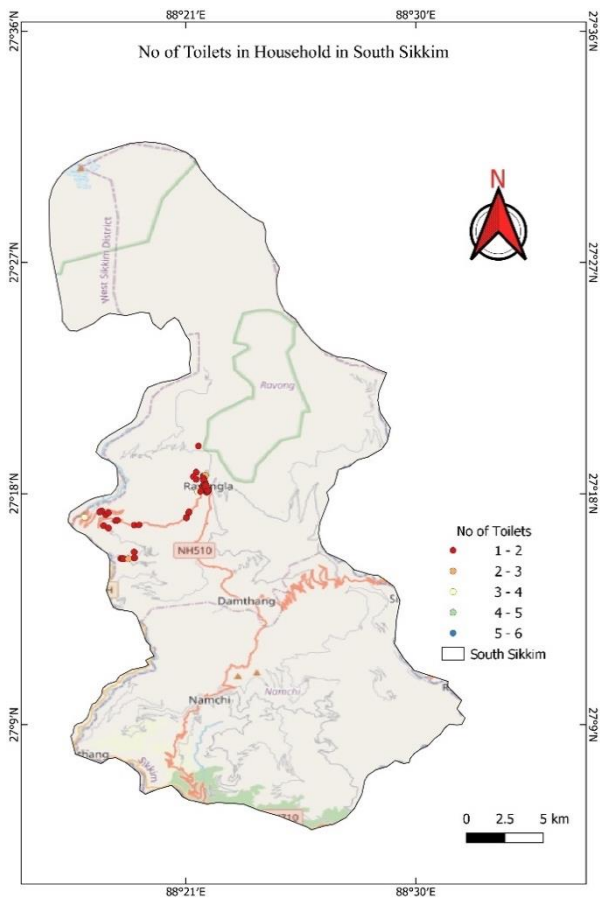 88°21'E
88°30'E
27°36'N
27°36'N
No of Toilets in Household in South Sikkim
N
West Sikkim District
27°27'N
27°27'N
Ravong
27°18'N
27°18'N
NH510
No of Toilets
1 - 2
2 - 3
3 - 4
4 - 5
5 - 6
South Sikkim
Damthang
Namchi
Namchi
27°9'N
27°9'N
Sikkim
0 2.5 5 km
88°21'E
88°30'E